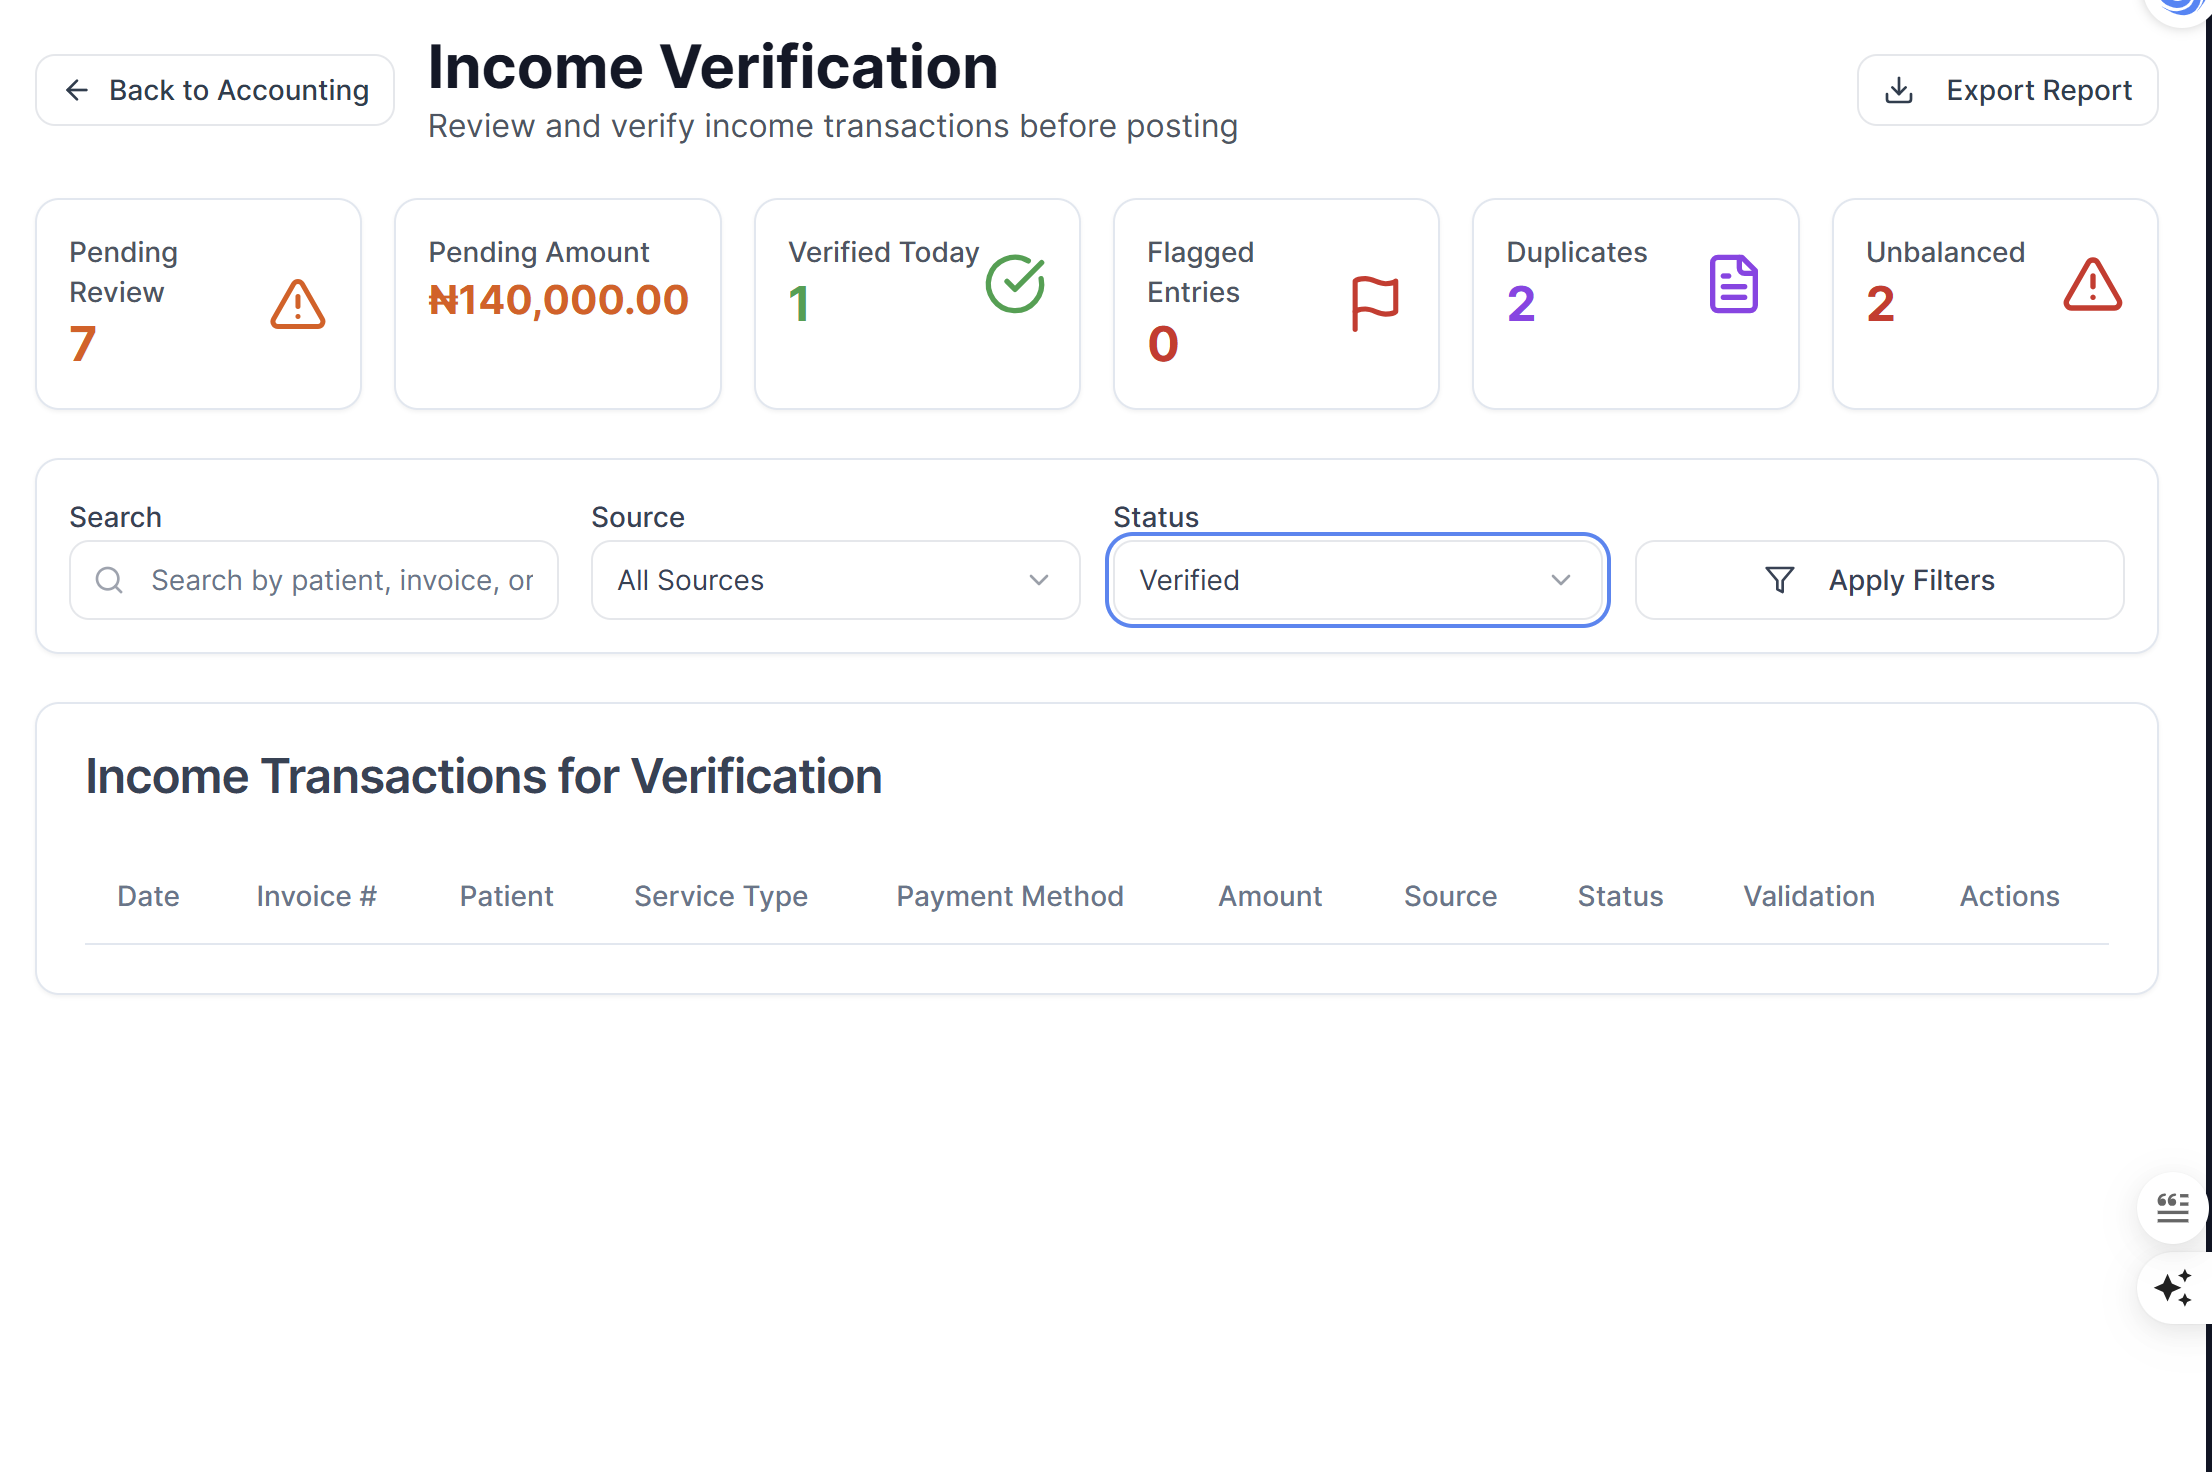 Back to Accounting
Income Verification
Review and verify income transactions before posting
Export Report
Pending
Review
7
Pending Amount
₦140,000.00
Verified Today
1
Flagged
Entries
0
Duplicates
2
Unbalanced
2
Search
Search by patient, invoice, or
Source
All Sources
Status
Verified
Apply Filters
Income Transactions for Verification
Date Invoice # Patient Service Type Payment Method Amount Source Status Validation Actions